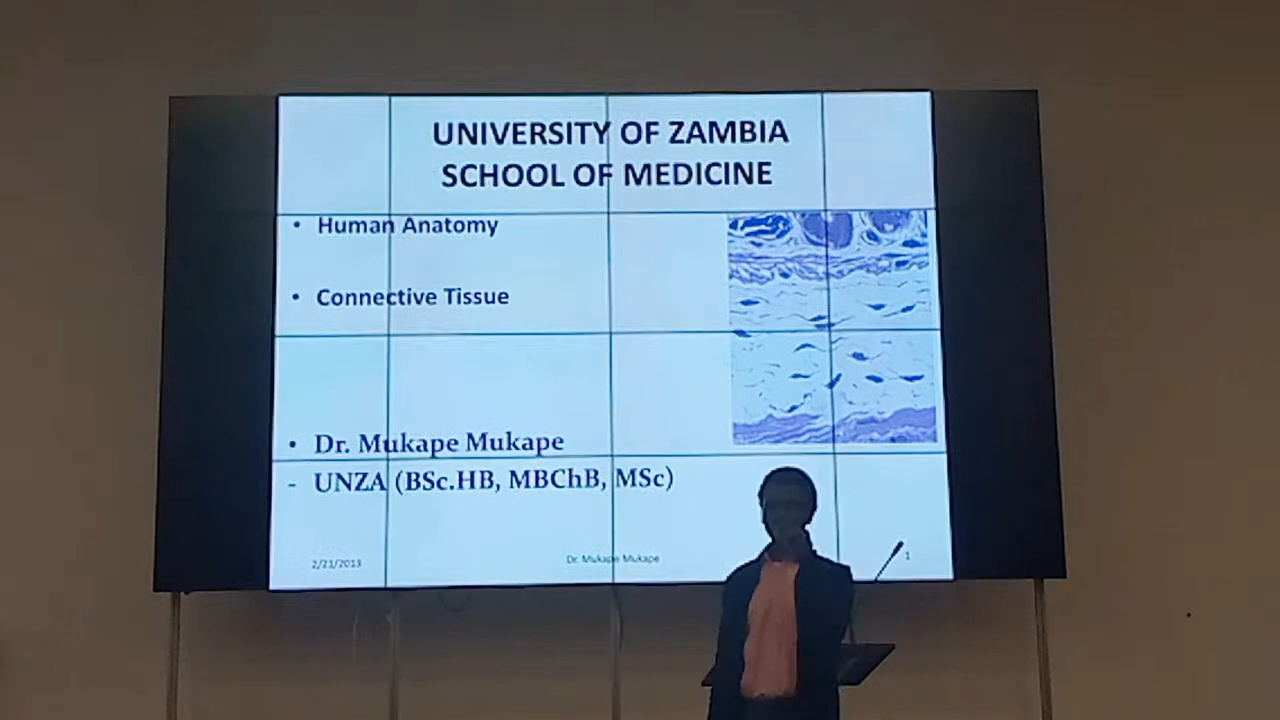 UNIVERSITY OF ZAMBIA
SCHOOL OF MEDICINE
• Human Anatomy
• Connective Tissue
• Dr. Mukape Mukape
- UNZA (BSc.HB, MBChB, MSc)
2/21/2013
Dr. Mukape Mukape
1